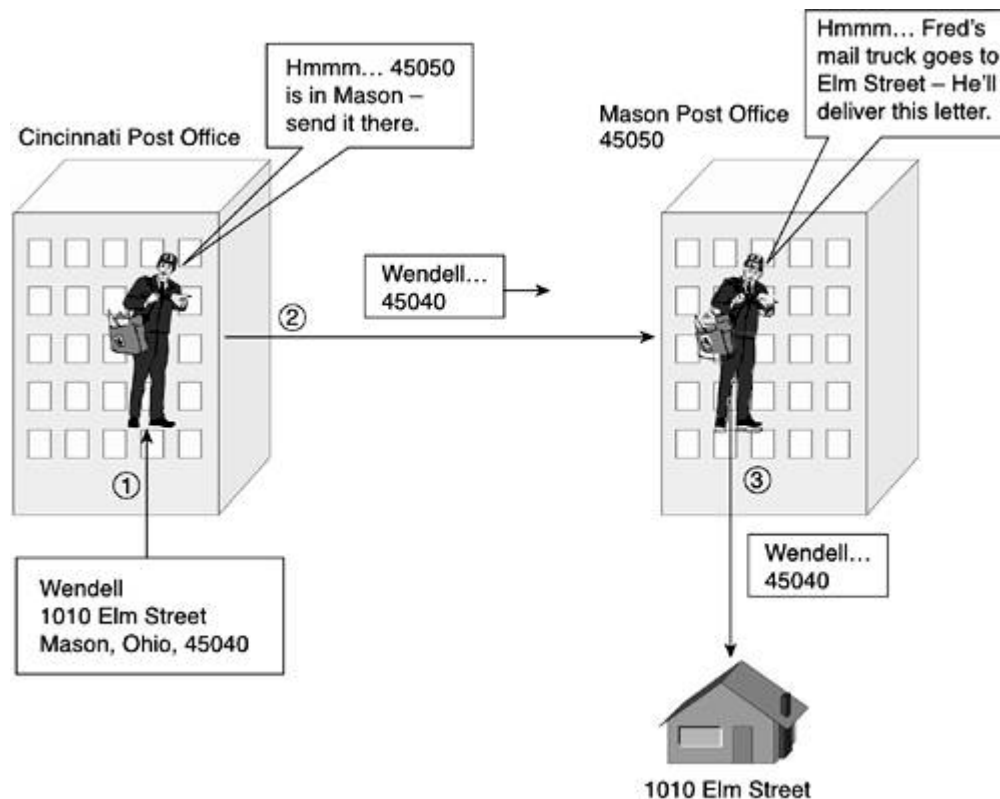 Hmmm... 45050
is in Mason –
send it there.
Hmmm... Fred's
mail truck goes to
Elm Street – He'll
deliver this letter.
Cincinnati Post Office
Mason Post Office
45050
Wendell...
45040
②
①
③
Wendell
1010 Elm Street
Mason, Ohio, 45040
Wendell...
45040
1010 Elm Street